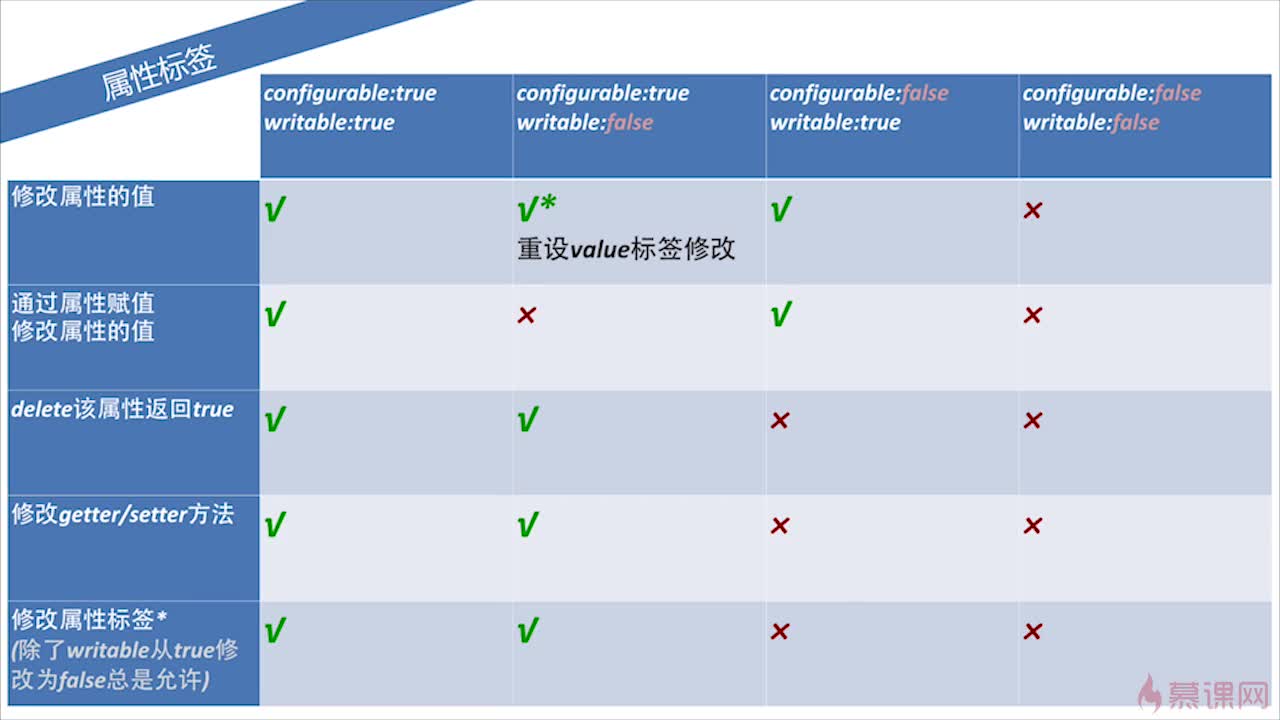 属性标签
configurable:true
writable:true
configurable:true
writable:false
configurable:false
writable:true
configurable:false
writable:false
修改属性的值
√
√*
重设value标签修改
√
×
通过属性赋值
修改属性的值
√
×
√
×
delete该属性返回true
√
√
×
×
修改getter/setter方法
√
√
×
×
修改属性标签*
(除了writable从true修
改为false总是允许)
√
√
×
×
慕课网